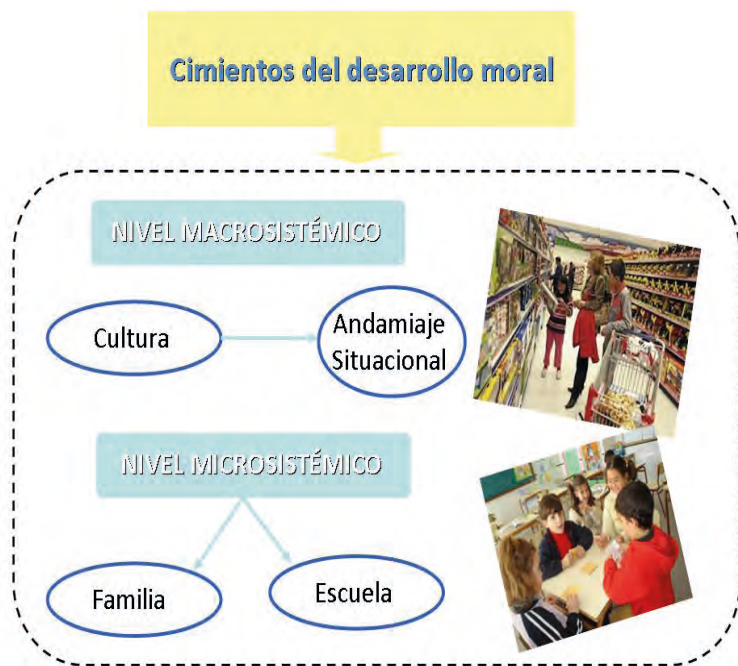 Cimientos del desarrollo moral
NIVEL MACROSISTÉMICO
Cultura
Andamiaje
Situacional
NIVEL MICROSISTÉMICO
Familia
Escuela